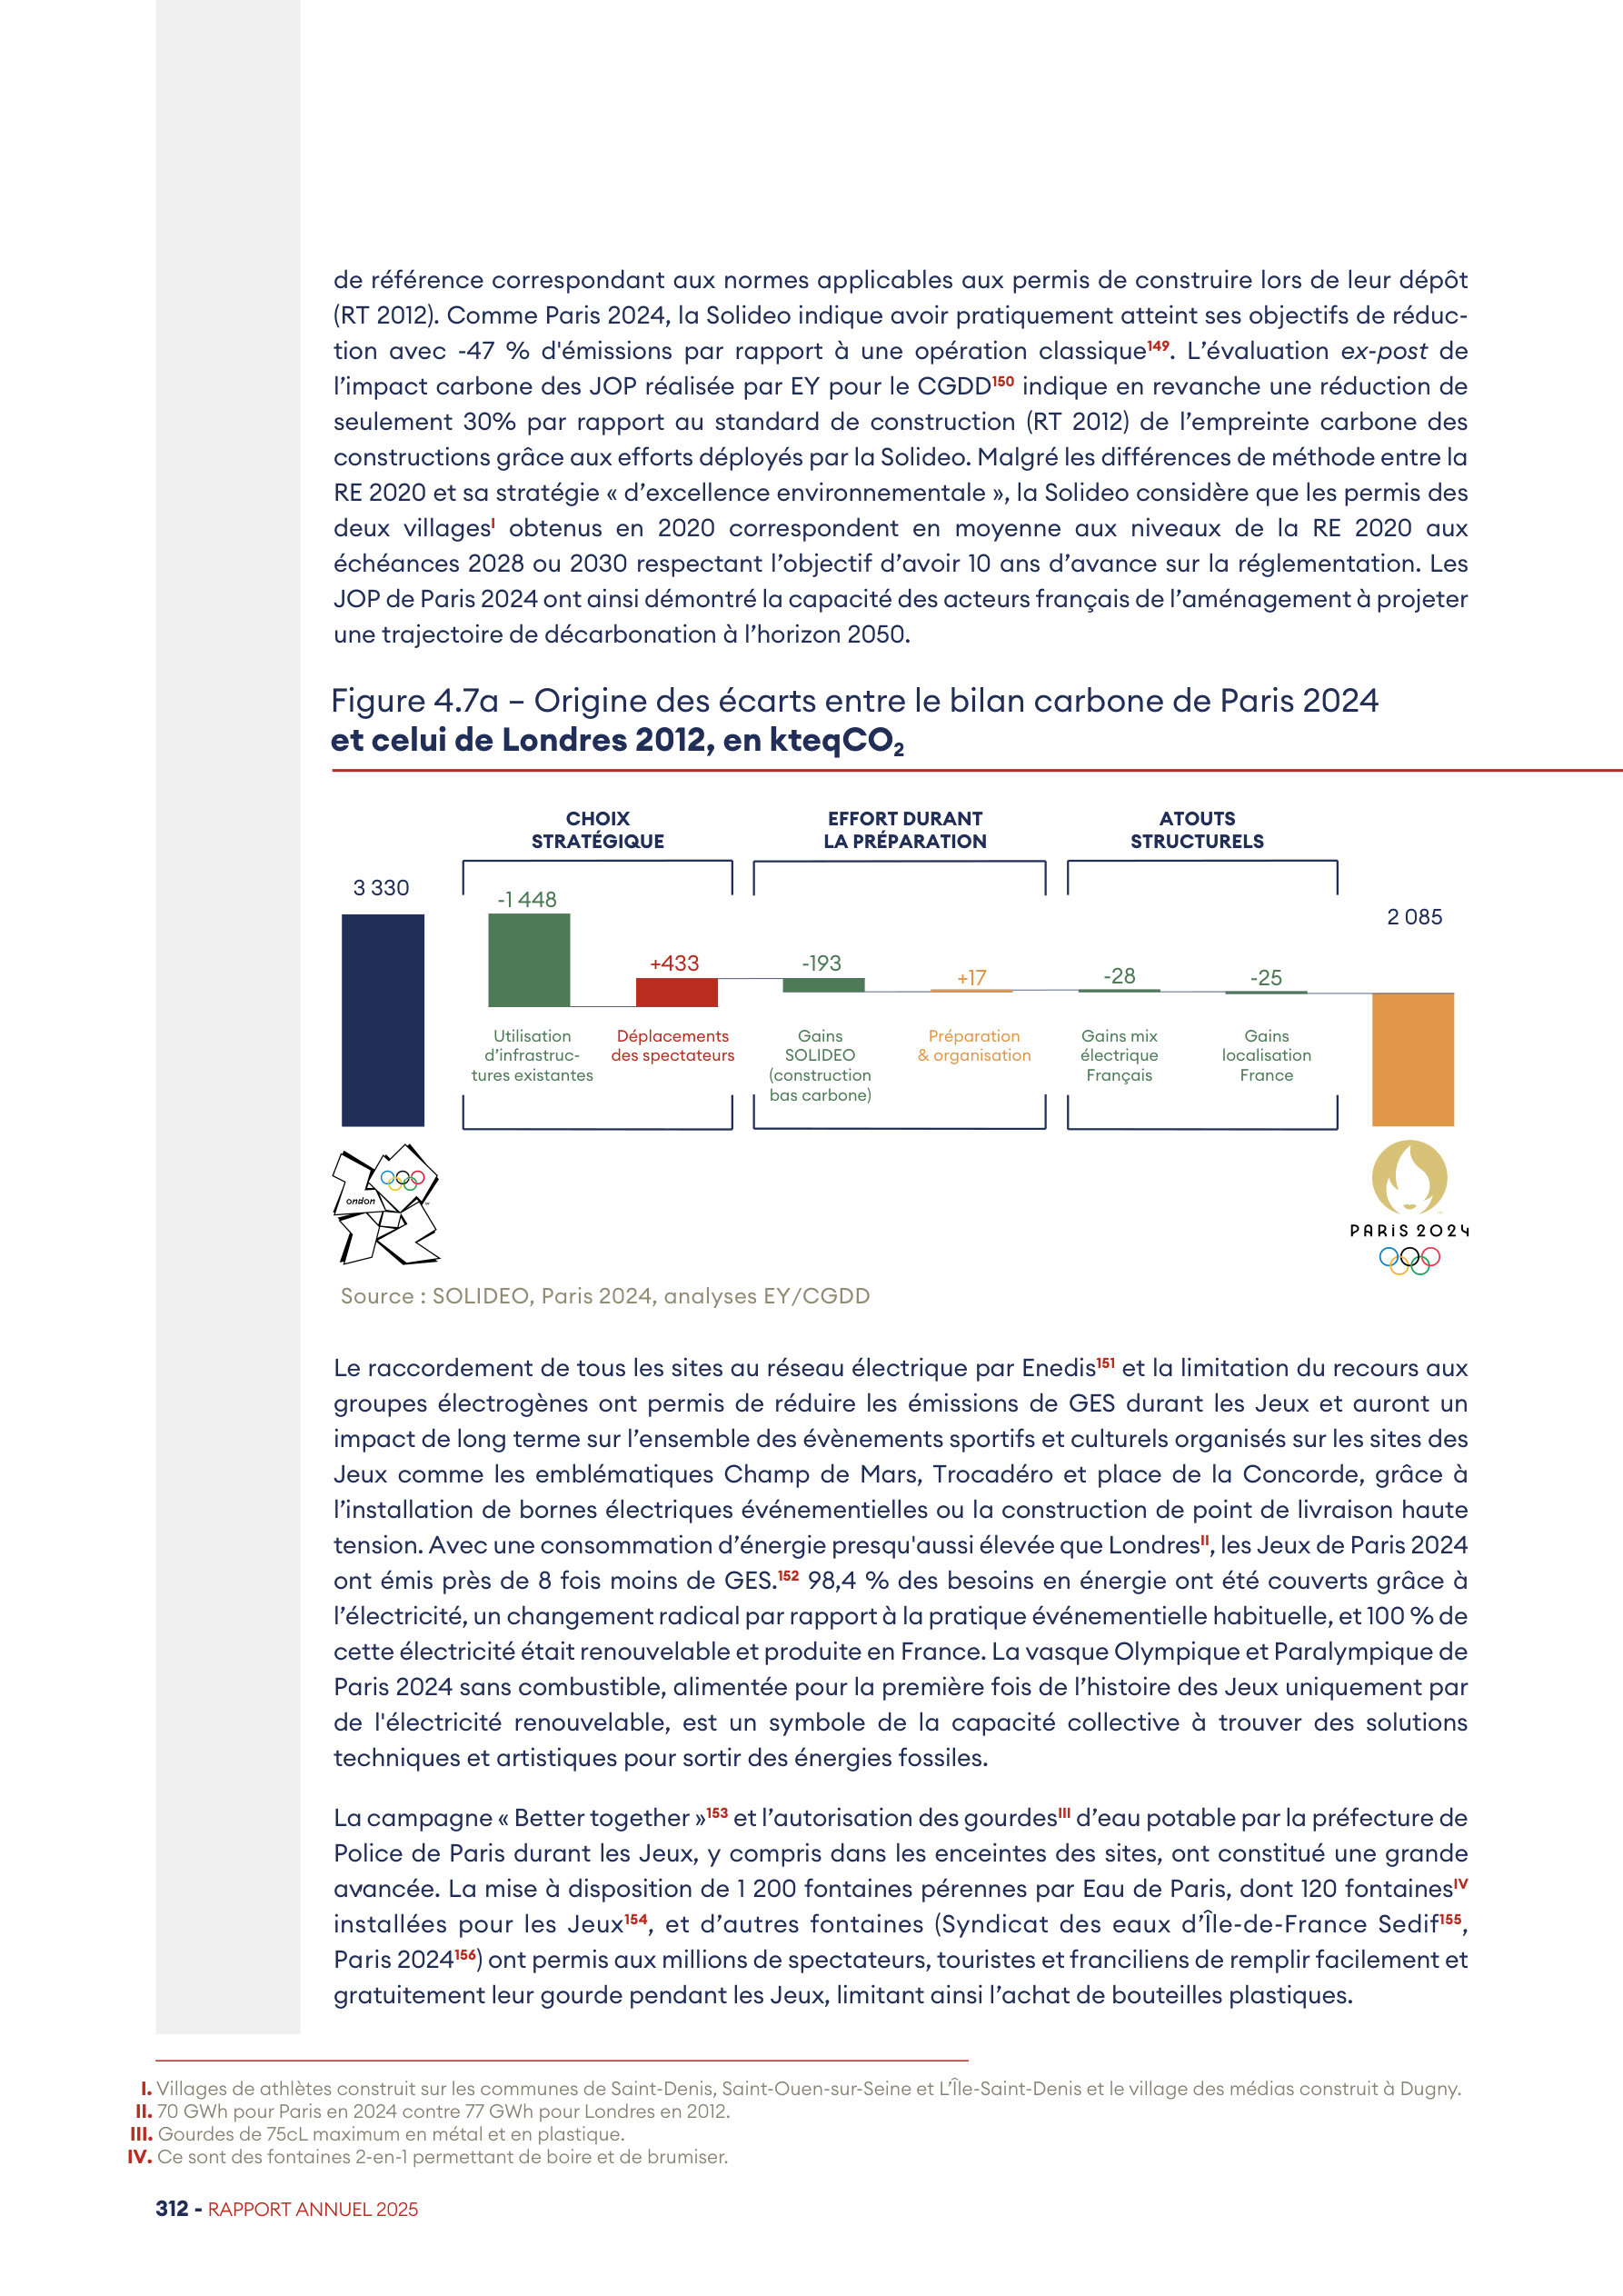 de référence correspondant aux normes applicables aux permis de construire lors de leur dépôt
(RT 2012). Comme Paris 2024, la Solideo indique avoir pratiquement atteint ses objectifs de réduc-
tion avec -47 % d'émissions par rapport à une opération classique149. L’évaluation ex-post de
l’impact carbone des JOP réalisée par EY pour le CGDD150 indique en revanche une réduction de
seulement 30% par rapport au standard de construction (RT 2012) de l’empreinte carbone des
constructions grâce aux efforts déployés par la Solideo. Malgré les différences de méthode entre la
RE 2020 et sa stratégie « d’excellence environnementale », la Solideo considère que les permis des
deux villagesI obtenus en 2020 correspondent en moyenne aux niveaux de la RE 2020 aux
échéances 2028 ou 2030 respectant l’objectif d’avoir 10 ans d’avance sur la réglementation. Les
JOP de Paris 2024 ont ainsi démontré la capacité des acteurs français de l’aménagement à projeter
une trajectoire de décarbonation à l’horizon 2050.
Figure 4.7a – Origine des écarts entre le bilan carbone de Paris 2024
et celui de Londres 2012, en kteqCO2
CHOIX
STRATÉGIQUE
EFFORT DURANT
LA PRÉPARATION
ATOUTS
STRUCTURELS
3 330
-1 448
+433
-193
+17
-28
-25
2 085
Utilisation
d’infrastruc-
tures existantes
Déplacements
des spectateurs
Gains
SOLIDEO
(construction
bas carbone)
Préparation
& organisation
Gains mix
électrique
Français
Gains
localisation
France
ondon
PARiS 2024
Source : SOLIDEO, Paris 2024, analyses EY/CGDD
Le raccordement de tous les sites au réseau électrique par Enedis151 et la limitation du recours aux
groupes électrogènes ont permis de réduire les émissions de GES durant les Jeux et auront un
impact de long terme sur l’ensemble des évènements sportifs et culturels organisés sur les sites des
Jeux comme les emblématiques Champ de Mars, Trocadéro et place de la Concorde, grâce à
l’installation de bornes électriques événementielles ou la construction de point de livraison haute
tension. Avec une consommation d’énergie presqu'aussi élevée que LondresII, les Jeux de Paris 2024
ont émis près de 8 fois moins de GES.152 98,4 % des besoins en énergie ont été couverts grâce à
l’électricité, un changement radical par rapport à la pratique événementielle habituelle, et 100 % de
cette électricité était renouvelable et produite en France. La vasque Olympique et Paralympique de
Paris 2024 sans combustible, alimentée pour la première fois de l’histoire des Jeux uniquement par
de l'électricité renouvelable, est un symbole de la capacité collective à trouver des solutions
techniques et artistiques pour sortir des énergies fossiles.
La campagne « Better together »153 et l’autorisation des gourdesIII d’eau potable par la préfecture de
Police de Paris durant les Jeux, y compris dans les enceintes des sites, ont constitué une grande
avancée. La mise à disposition de 1 200 fontaines pérennes par Eau de Paris, dont 120 fontainesIV
installées pour les Jeux154, et d’autres fontaines (Syndicat des eaux d’Île-de-France Sedif155,
Paris 2024156) ont permis aux millions de spectateurs, touristes et franciliens de remplir facilement et
gratuitement leur gourde pendant les Jeux, limitant ainsi l’achat de bouteilles plastiques.
I. Villages de athlètes construit sur les communes de Saint-Denis, Saint-Ouen-sur-Seine et L’Île-Saint-Denis et le village des médias construit à Dugny.
II. 70 GWh pour Paris en 2024 contre 77 GWh pour Londres en 2012.
III. Gourdes de 75cL maximum en métal et en plastique.
IV. Ce sont des fontaines 2-en-1 permettant de boire et de brumiser.
312 - RAPPORT ANNUEL 2025